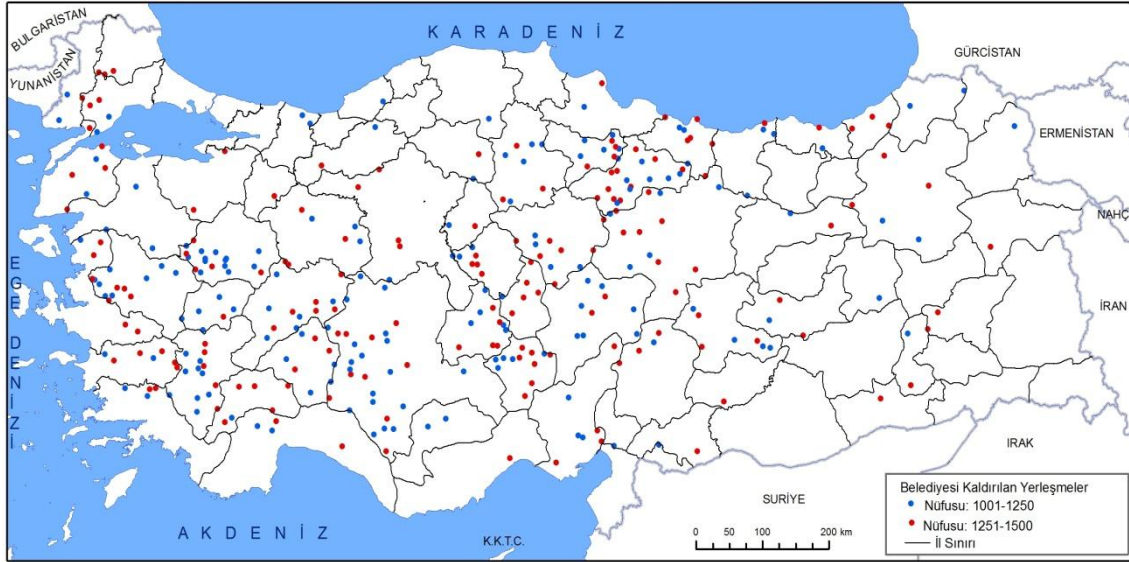 BULGARİSTAN
YUNANİSTAN
KARADENİZ
GÜRCİSTAN
ERMENİSTAN
NAHÇ
İRAN
EGE DENİZİ
AKDENİZ
K.K.T.C.
SURİYE
IRAK
0 50 100 200 km
Belediyesi Kaldırılan Yerleşmeler
Nüfusu: 1001-1250
Nüfusu: 1251-1500
İl Sınırı